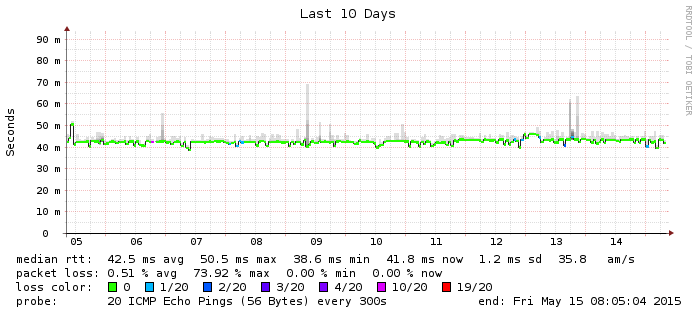 Last 10 Days
RRDTOOL / TOBI OETIKER
Seconds
90 m
80 m
70 m
60 m
50 m
40 m
30 m
20 m
10 m
0
05 06 07 08 09 10 11 12 13 14
median rtt: 42.5 ms avg 50.5 ms max 38.6 ms min 41.8 ms now 1.2 ms sd 35.8 am/s
packet loss: 0.51 % avg 73.92 % max 0.00 % min 0.00 % now
loss color: 0 1/20 2/20 3/20 4/20 10/20 19/20
probe: 20 ICMP Echo Pings (56 Bytes) every 300s end: Fri May 15 08:05:04 2015